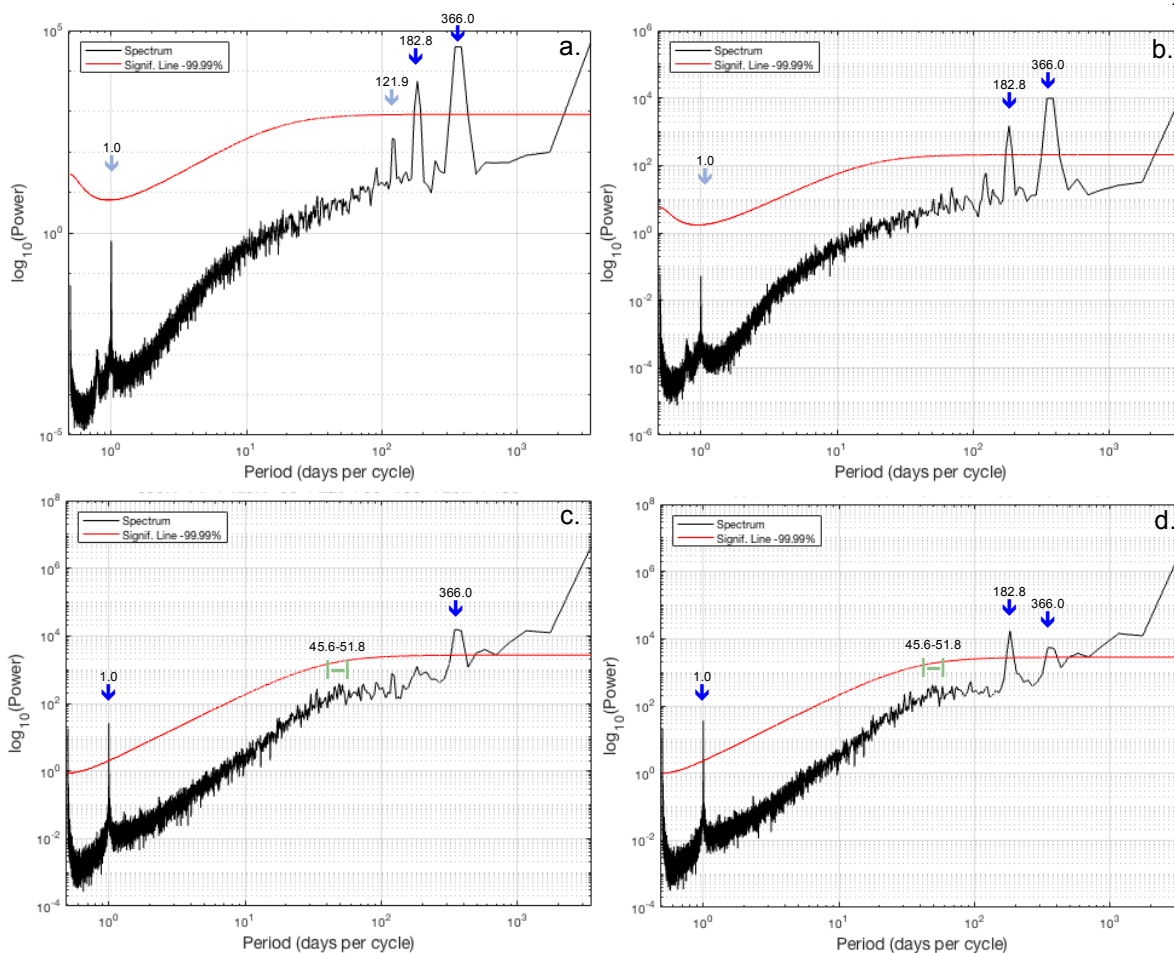 a.
Spectrum
Signif. Line -99.99%
366.0
182.8
121.9
1.0
10^5
10^0
10^-5
log10(Power)
10^0
10^1
10^2
10^3
Period (days per cycle)
b.
Spectrum
Signif. Line -99.99%
366.0
182.8
1.0
10^6
10^4
10^2
10^0
10^-2
10^-4
10^-6
log10(Power)
10^0
10^1
10^2
10^3
Period (days per cycle)
c.
Spectrum
Signif. Line -99.99%
366.0
45.6-51.8
1.0
10^8
10^6
10^4
10^2
10^0
10^-2
10^-4
log10(Power)
10^0
10^1
10^2
10^3
Period (days per cycle)
d.
Spectrum
Signif. Line -99.99%
182.8
366.0
45.6-51.8
1.0
10^8
10^6
10^4
10^2
10^0
10^-2
10^-4
log10(Power)
10^0
10^1
10^2
10^3
Period (days per cycle)